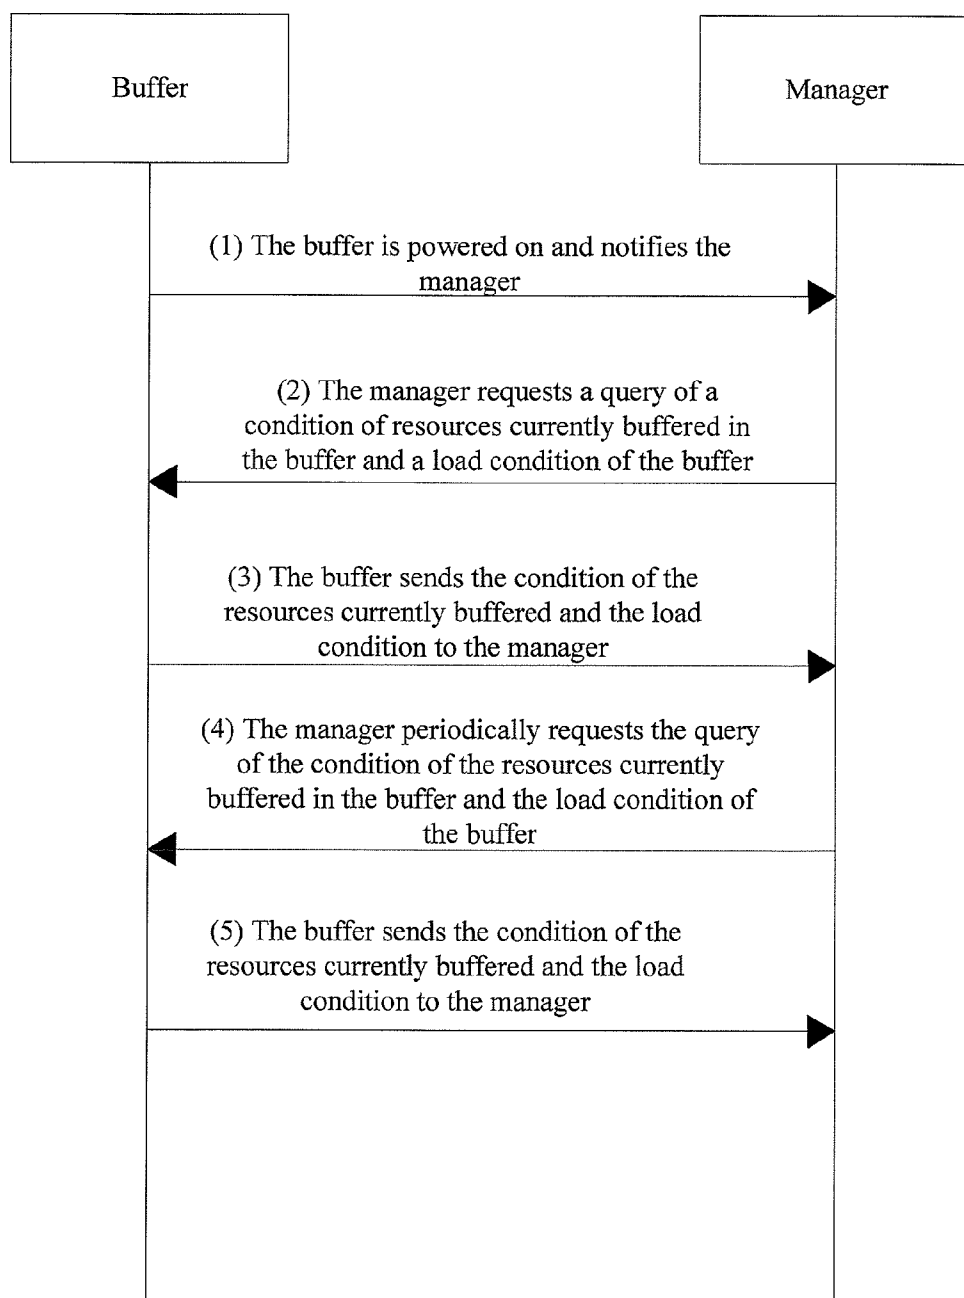 Buffer
Manager
(1) The buffer is powered on and notifies the
manager
(2) The manager requests a query of a
condition of resources currently buffered in
the buffer and a load condition of the buffer
(3) The buffer sends the condition of the
resources currently buffered and the load
condition to the manager
(4) The manager periodically requests the query
of the condition of the resources currently
buffered in the buffer and the load condition of
the buffer
(5) The buffer sends the condition of the
resources currently buffered and the load
condition to the manager